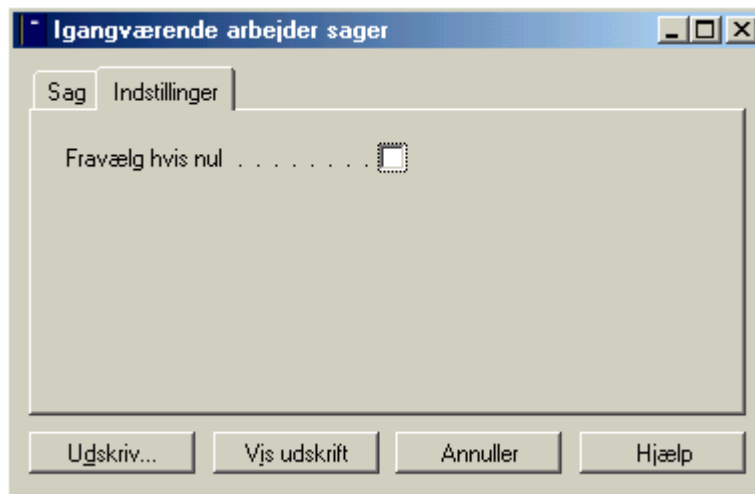 Igangværende arbejder sager
Sag Indstillinger
Fravælg hvis nul . . . . . . . .
Udskriv... Vis udskrift Annuller Hjælp